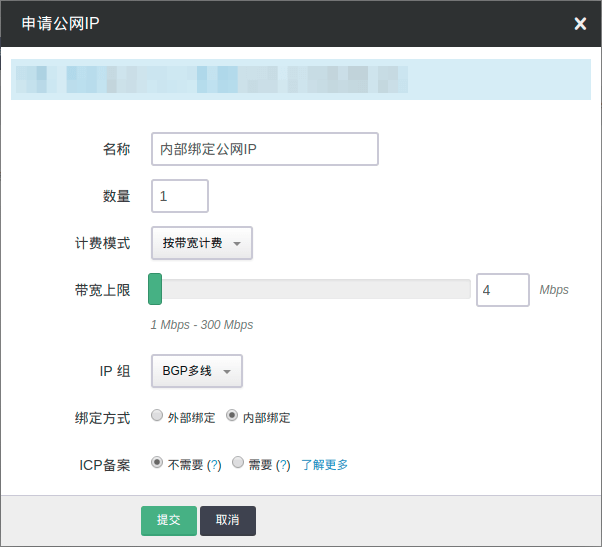 申请公网IP
名称 内部绑定公网IP
数量 1
计费模式 按带宽计费
带宽上限 4 Mbps
1 Mbps - 300 Mbps
IP 组 BGP多线
绑定方式 外部绑定 内部绑定
ICP备案 不需要 (?) 需要 (?) 了解更多
提交 取消